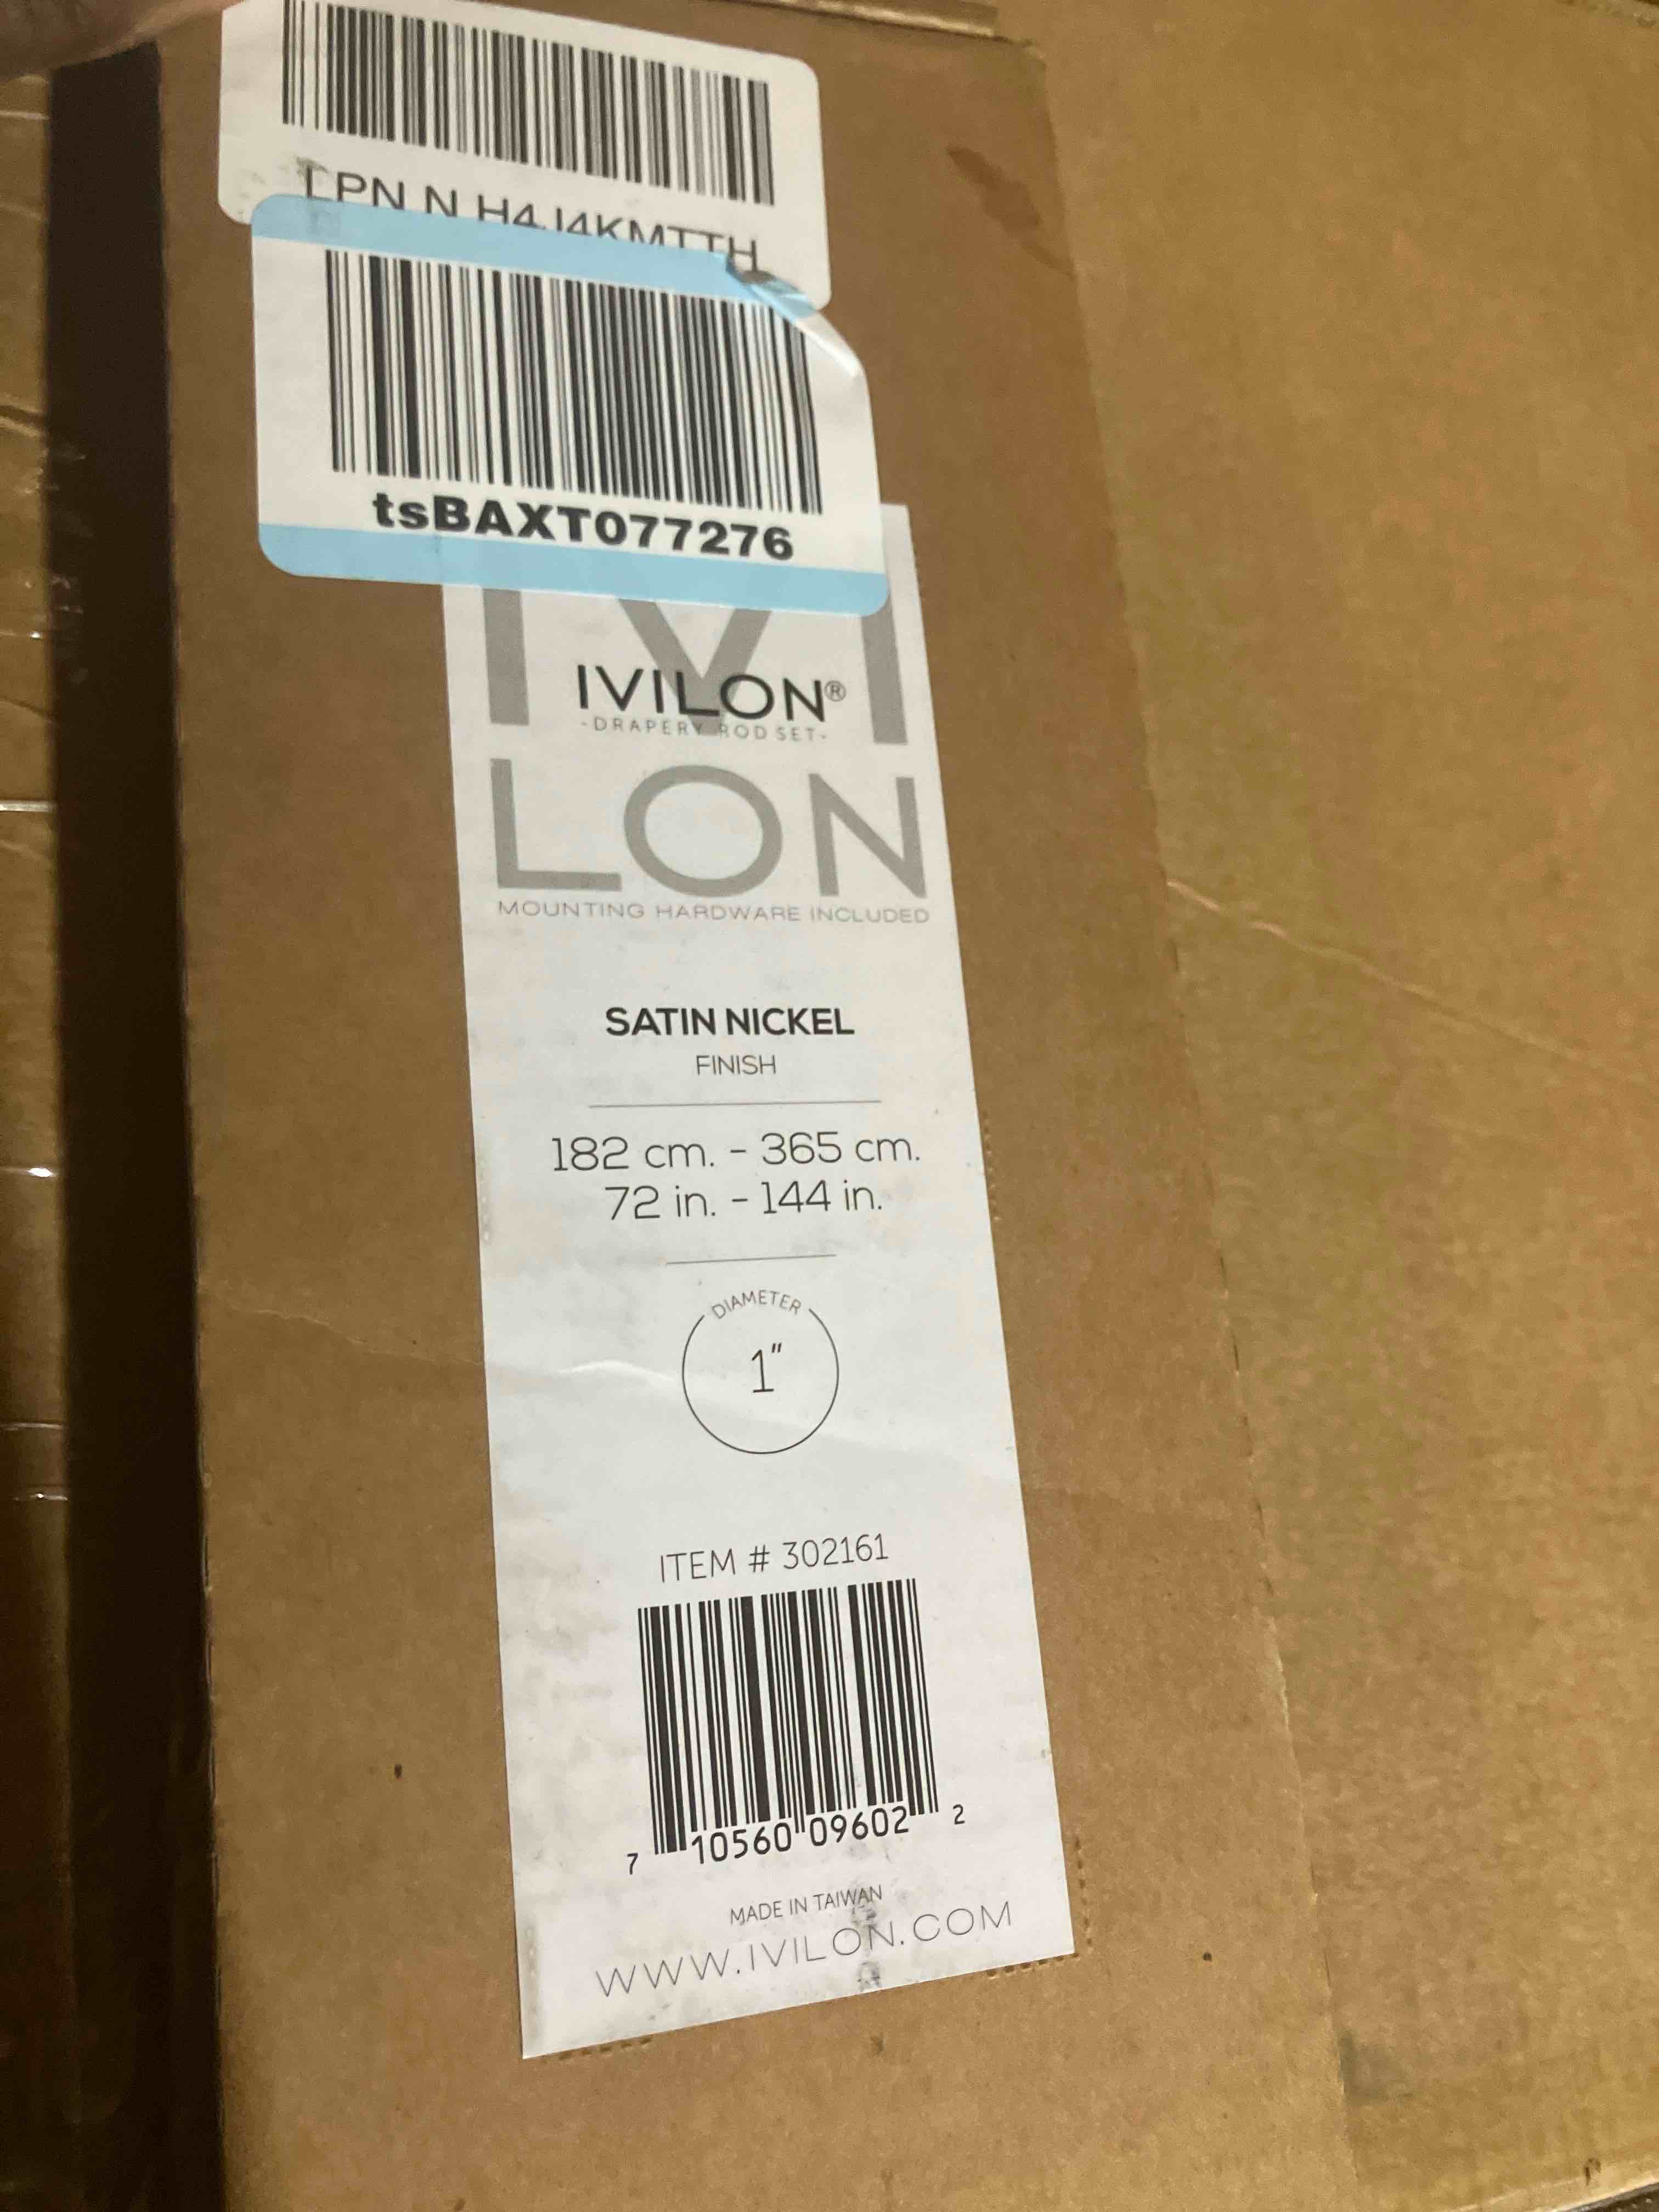 LPN N H4J4KMTTH
tsBAXT077276
IVI
IVILON®
-DRAPERY ROD SET-
LON
MOUNTING HARDWARE INCLUDED
SATIN NICKEL
FINISH
182 cm. - 365 cm.
72 in. - 144 in.
DIAMETER
1"
ITEM # 302161
7 10560 09602 2
MADE IN TAIWAN
WWW.IVILON.COM